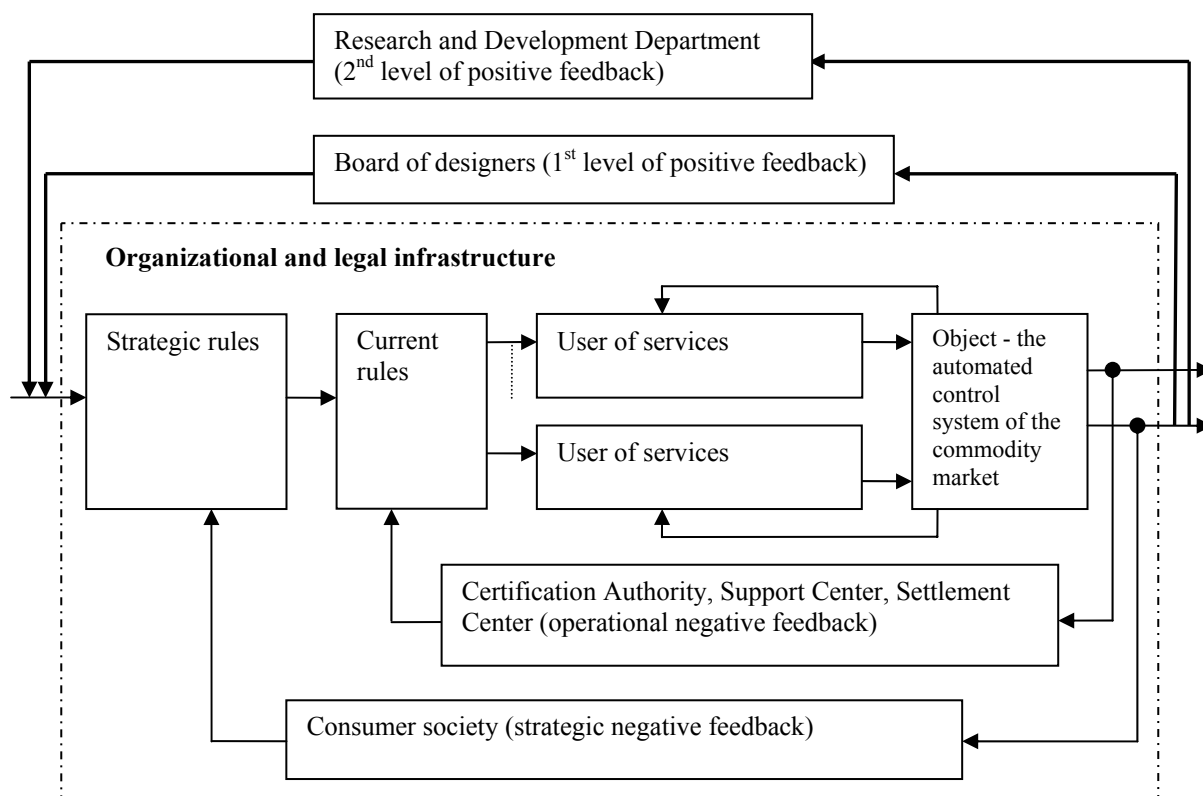 Research and Development Department
(2nd level of positive feedback)
Board of designers (1st level of positive feedback)
Organizational and legal infrastructure
Strategic rules
Current
rules
User of services
User of services
Object - the
automated
control
system of the
commodity
market
Certification Authority, Support Center, Settlement
Center (operational negative feedback)
Consumer society (strategic negative feedback)